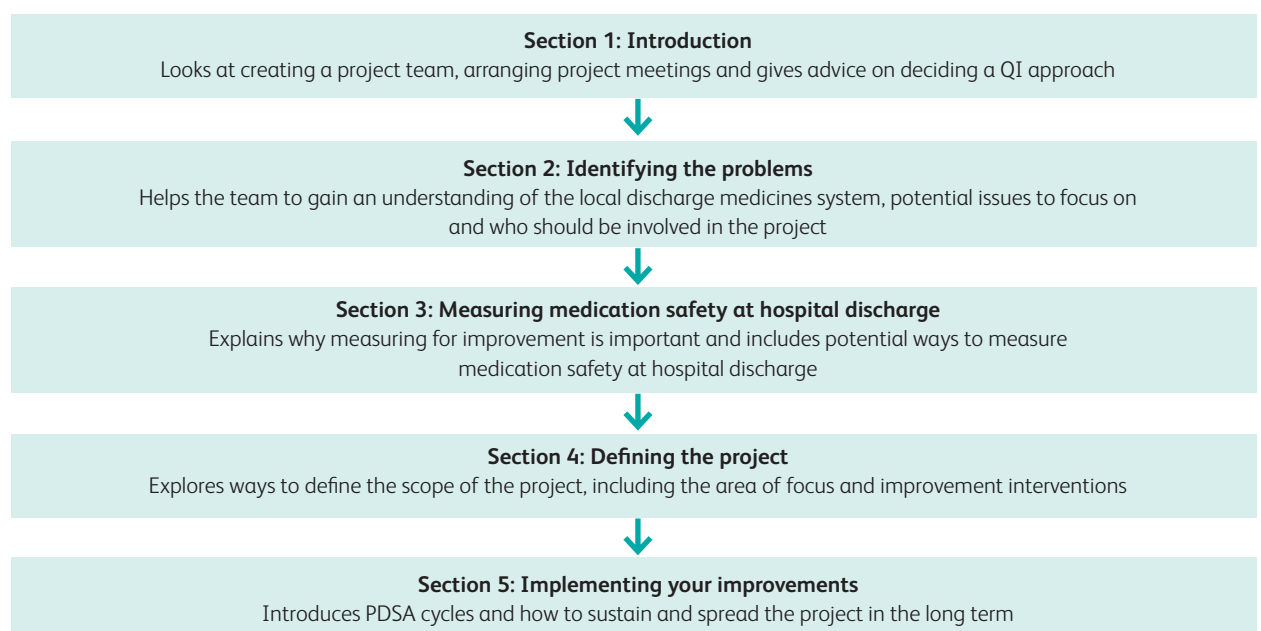 Section 1: Introduction
Looks at creating a project team, arranging project meetings and gives advice on deciding a QI approach
Section 2: Identifying the problems
Helps the team to gain an understanding of the local discharge medicines system, potential issues to focus on
and who should be involved in the project
Section 3: Measuring medication safety at hospital discharge
Explains why measuring for improvement is important and includes potential ways to measure
medication safety at hospital discharge
Section 4: Defining the project
Explores ways to define the scope of the project, including the area of focus and improvement interventions
Section 5: Implementing your improvements
Introduces PDSA cycles and how to sustain and spread the project in the long term